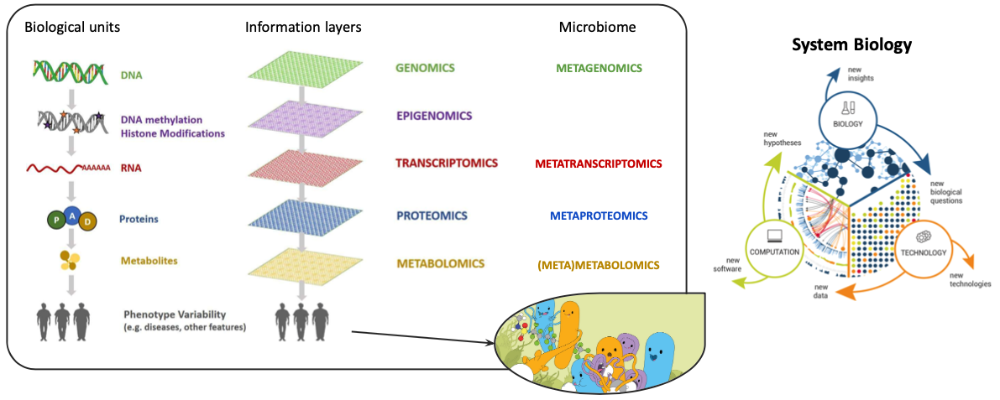 Biological units
Information layers
Microbiome
DNA
GENOMICS
METAGENOMICS
DNA methylation
Histone Modifications
EPIGENOMICS
AAAAAA
RNA
TRANSCRIPTOMICS
METATRANSCRIPTOMICS
P
A
D
Proteins
PROTEOMICS
METAPROTEOMICS
Metabolites
METABOLOMICS
(META)METABOLOMICS
Phenotype Variability
(e.g. diseases, other features)
System Biology
new
insights
BIOLOGY
new
hypotheses
new
biological
questions
COMPUTATION
TECHNOLOGY
new
software
new
data
new
technologies